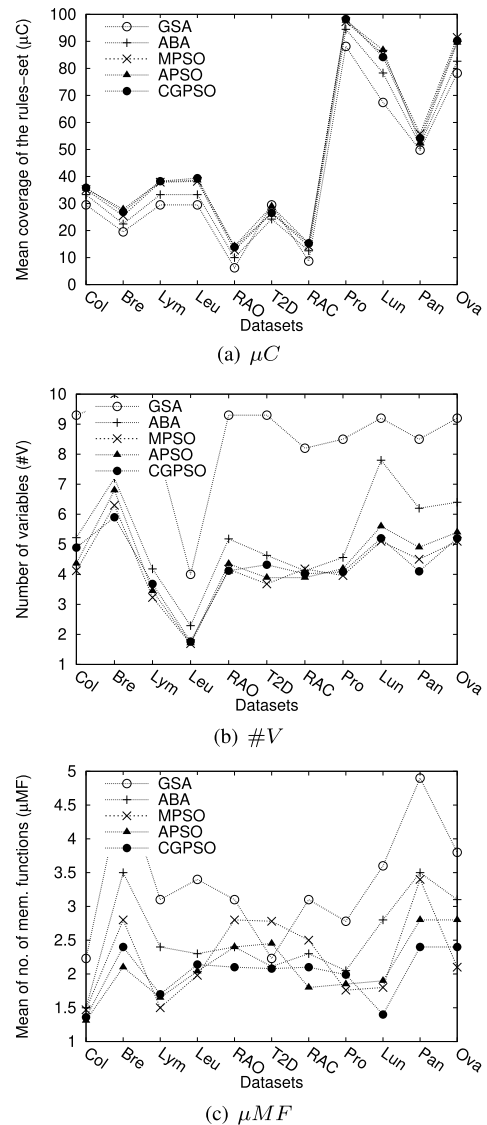 Mean coverage of the rules-set (μC)
100
90
80
70
60
50
40
30
20
10
0
GSA
ABA
MPSO
APSO
CGPSO
Col Bre Lym Leu RAO T2D RAC Pro Lun Pan Ova
Datasets
(a) μC
Number of variables (#V)
10
9
8
7
6
5
4
3
2
1
GSA
ABA
MPSO
APSO
CGPSO
Col Bre Lym Leu RAO T2D RAC Pro Lun Pan Ova
Datasets
(b) #V
Mean of no. of mem. functions (μMF)
5
4.5
4
3.5
3
2.5
2
1.5
1
GSA
ABA
MPSO
APSO
CGPSO
Col Bre Lym Leu RAO T2D RAC Pro Lun Pan Ova
Datasets
(c) μMF